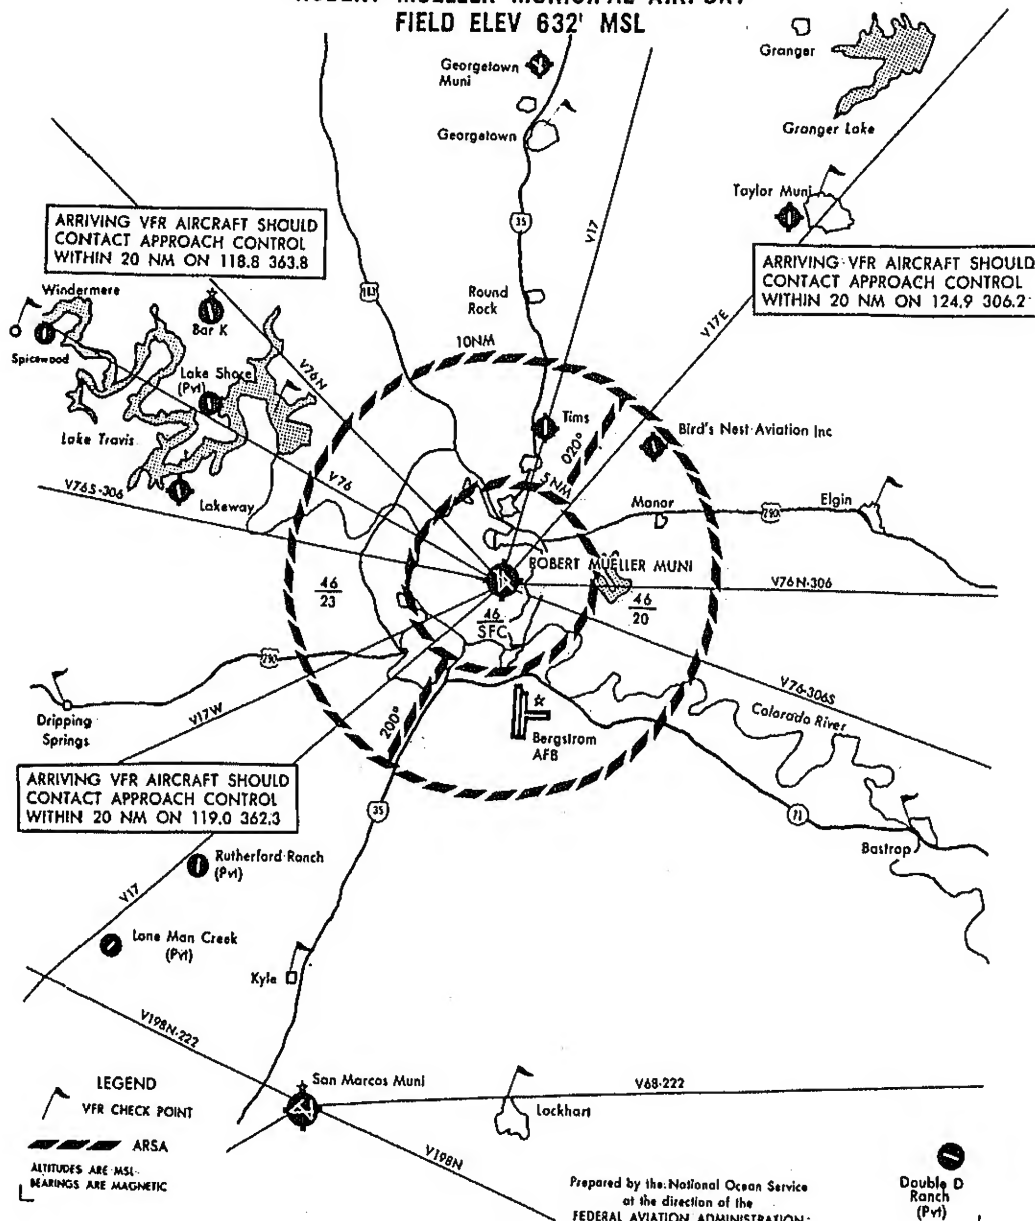 FIELD ELEV 632' MSL
Granger
Georgetown
Muni
Georgetown
Granger Lake
Taylor Muni
35
V17
ARRIVING VFR AIRCRAFT SHOULD
CONTACT APPROACH CONTROL
WITHIN 20 NM ON 118.8 363.8
ARRIVING VFR AIRCRAFT SHOULD
CONTACT APPROACH CONTROL
WITHIN 20 NM ON 124.9 306.2
Windermere
183
Round
Rock
Bar K
Spicewood
V17E
10NM
V76N
Lake Shore
(Pvt)
Tims
Bird's Nest Aviation Inc
Lake Travis
020°
V76
5NM
V76S-306
Lakeway
Manor
290
Elgin
ROBERT MUELLER MUNI
46
23
V76N-306
46
20
46
SFC
290
V76-306S
Dripping
Springs
V17W
200°
Colorado River
Bergstrom
AFB
ARRIVING VFR AIRCRAFT SHOULD
CONTACT APPROACH CONTROL
WITHIN 20 NM ON 119.0 362.3
35
71
Bastrop
Rutherford Ranch
(Pvt)
V17
Lone Man Creek
(Pvt)
Kyle
V198N-222
San Marcos Muni
V68-222
Lockhart
V198N
LEGEND
VFR CHECK POINT
ARSA
ALTITUDES ARE MSL
BEARINGS ARE MAGNETIC
Prepared by the National Ocean Service
at the direction of the
FEDERAL AVIATION ADMINISTRATION
Double D
Ranch
(Pvt)